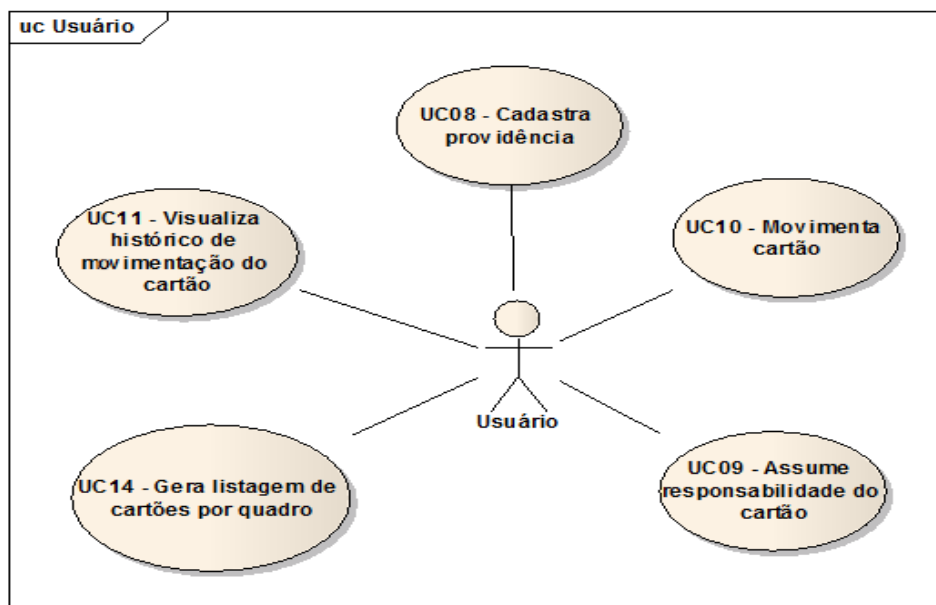 uc Usuário
UC08 - Cadastra
providência
UC11 - Visualiza
histórico de
movimentação do
cartão
UC10 - Movimenta
cartão
Usuário
UC14 - Gera listagem de
cartões por quadro
UC09 - Assume
responsabilidade do
cartão